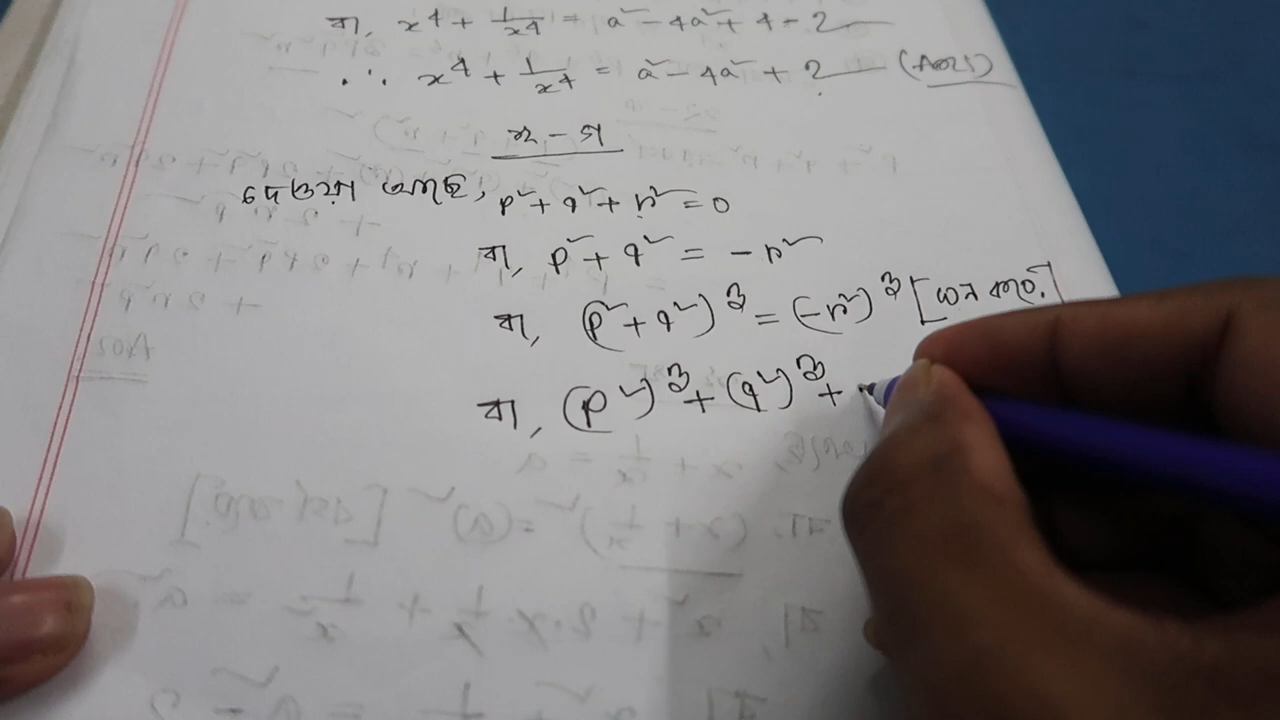 বা, x⁴ + 1/x⁴ = a² - 4a² + 4 - 2
∴ x⁴ + 1/x⁴ = a² - 4a² + 2 (Ans)
দেওয়া আছে, p² + q² + r² = 0
বা, p² + q² = -r²
বা, (p² + q²)³ = (-r²)³ [ঘন করে]
বা, (p²)³ + (q²)³ +